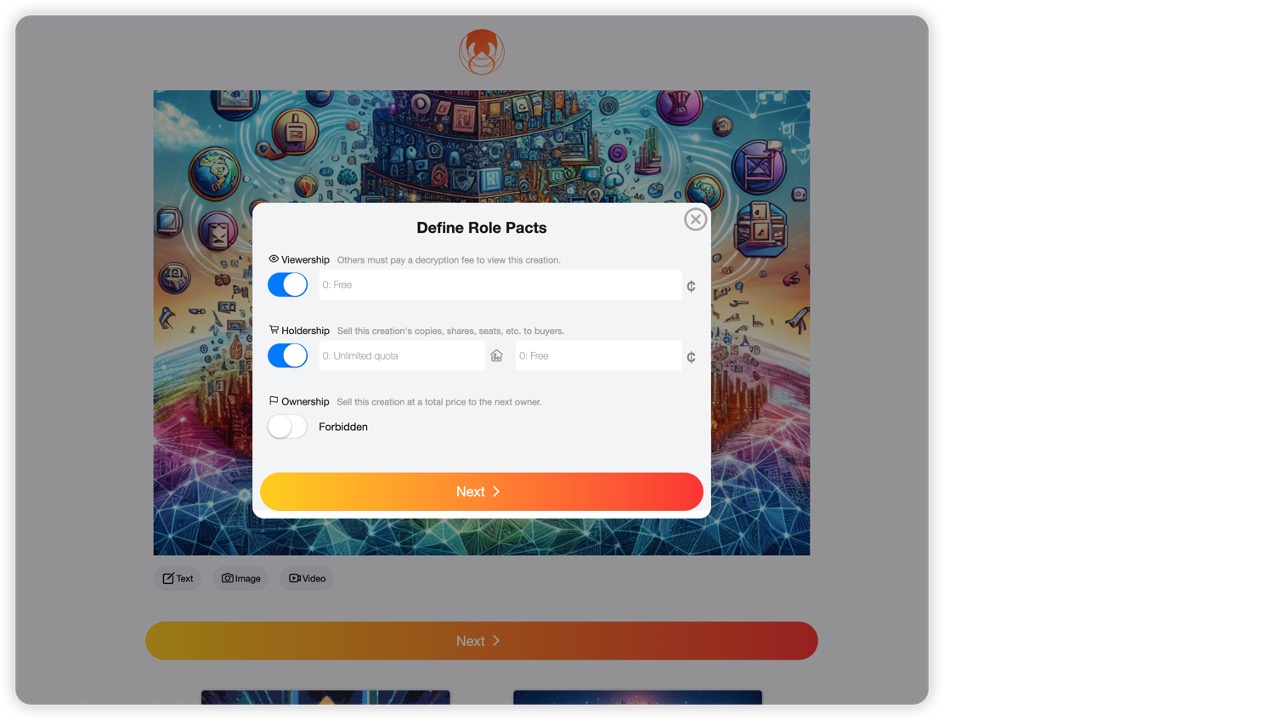 Define Role Pacts
Viewership Others must pay a decryption fee to view this creation.
0: Free ¢
Holdership Sell this creation's copies, shares, seats, etc. to buyers.
0: Unlimited quota 0: Free ¢
Ownership Sell this creation at a total price to the next owner.
Forbidden
Next
Text Image Video
Next